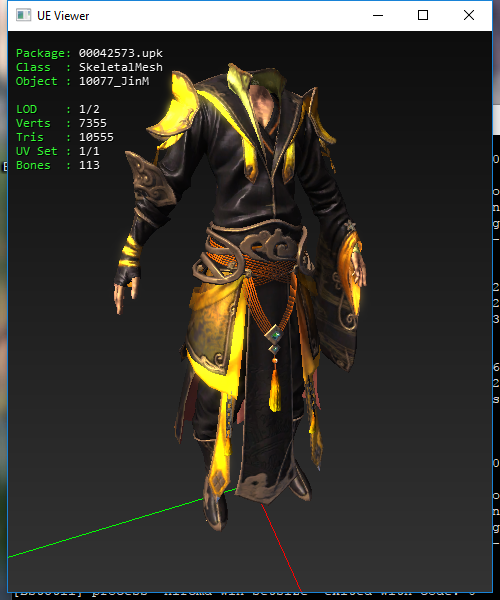 UE Viewer
Package: 00042573.upk
Class : SkeletalMesh
Object : 10077_JinM
LOD : 1/2
Verts : 7355
Tris : 10555
UV Set : 1/1
Bones : 113